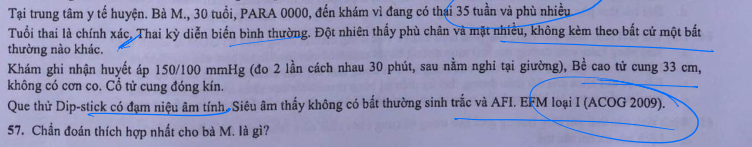 Tại trung tâm y tế huyện. Bà M., 30 tuổi, PARA 0000, đến khám vì đang có thai 35 tuần và phù nhiều
Tuổi thai là chính xác, Thai kỳ diễn biến bình thường. Đột nhiên thấy phù chân và mặt nhiều, không kèm theo bất cứ một bất
thường nào khác.
Khám ghi nhận huyết áp 150/100 mmHg (đo 2 lần cách nhau 30 phút, sau nằm nghỉ tại giường), Bề cao tử cung 33 cm,
không có cơn co. Cổ tử cung đóng kín.
Que thử Dip-stick có đạm niệu âm tính, Siêu âm thấy không có bất thường sinh trắc và AFI. EFM loại I (ACOG 2009).
57. Chẩn đoán thích hợp nhất cho bà M. là gì?